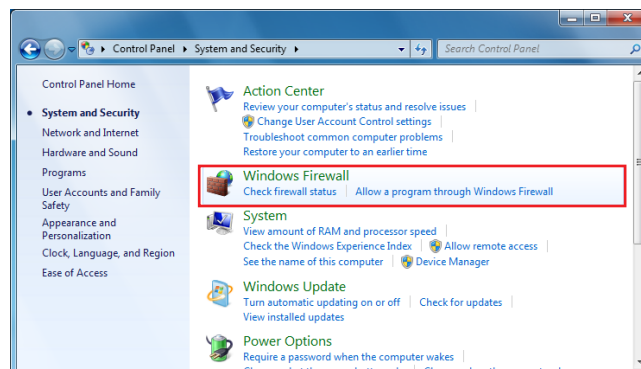 Control Panel ▸ System and Security ▸
Search Control Panel
Control Panel Home
System and Security
Network and Internet
Hardware and Sound
Programs
User Accounts and Family
Safety
Appearance and
Personalization
Clock, Language, and Region
Ease of Access
Action Center
Review your computer's status and resolve issues
Change User Account Control settings
Troubleshoot common computer problems
Restore your computer to an earlier time
Windows Firewall
Check firewall status
Allow a program through Windows Firewall
System
View amount of RAM and processor speed
Check the Windows Experience Index
Allow remote access
See the name of this computer
Device Manager
Windows Update
Turn automatic updating on or off
Check for updates
View installed updates
Power Options
Require a password when the computer wakes